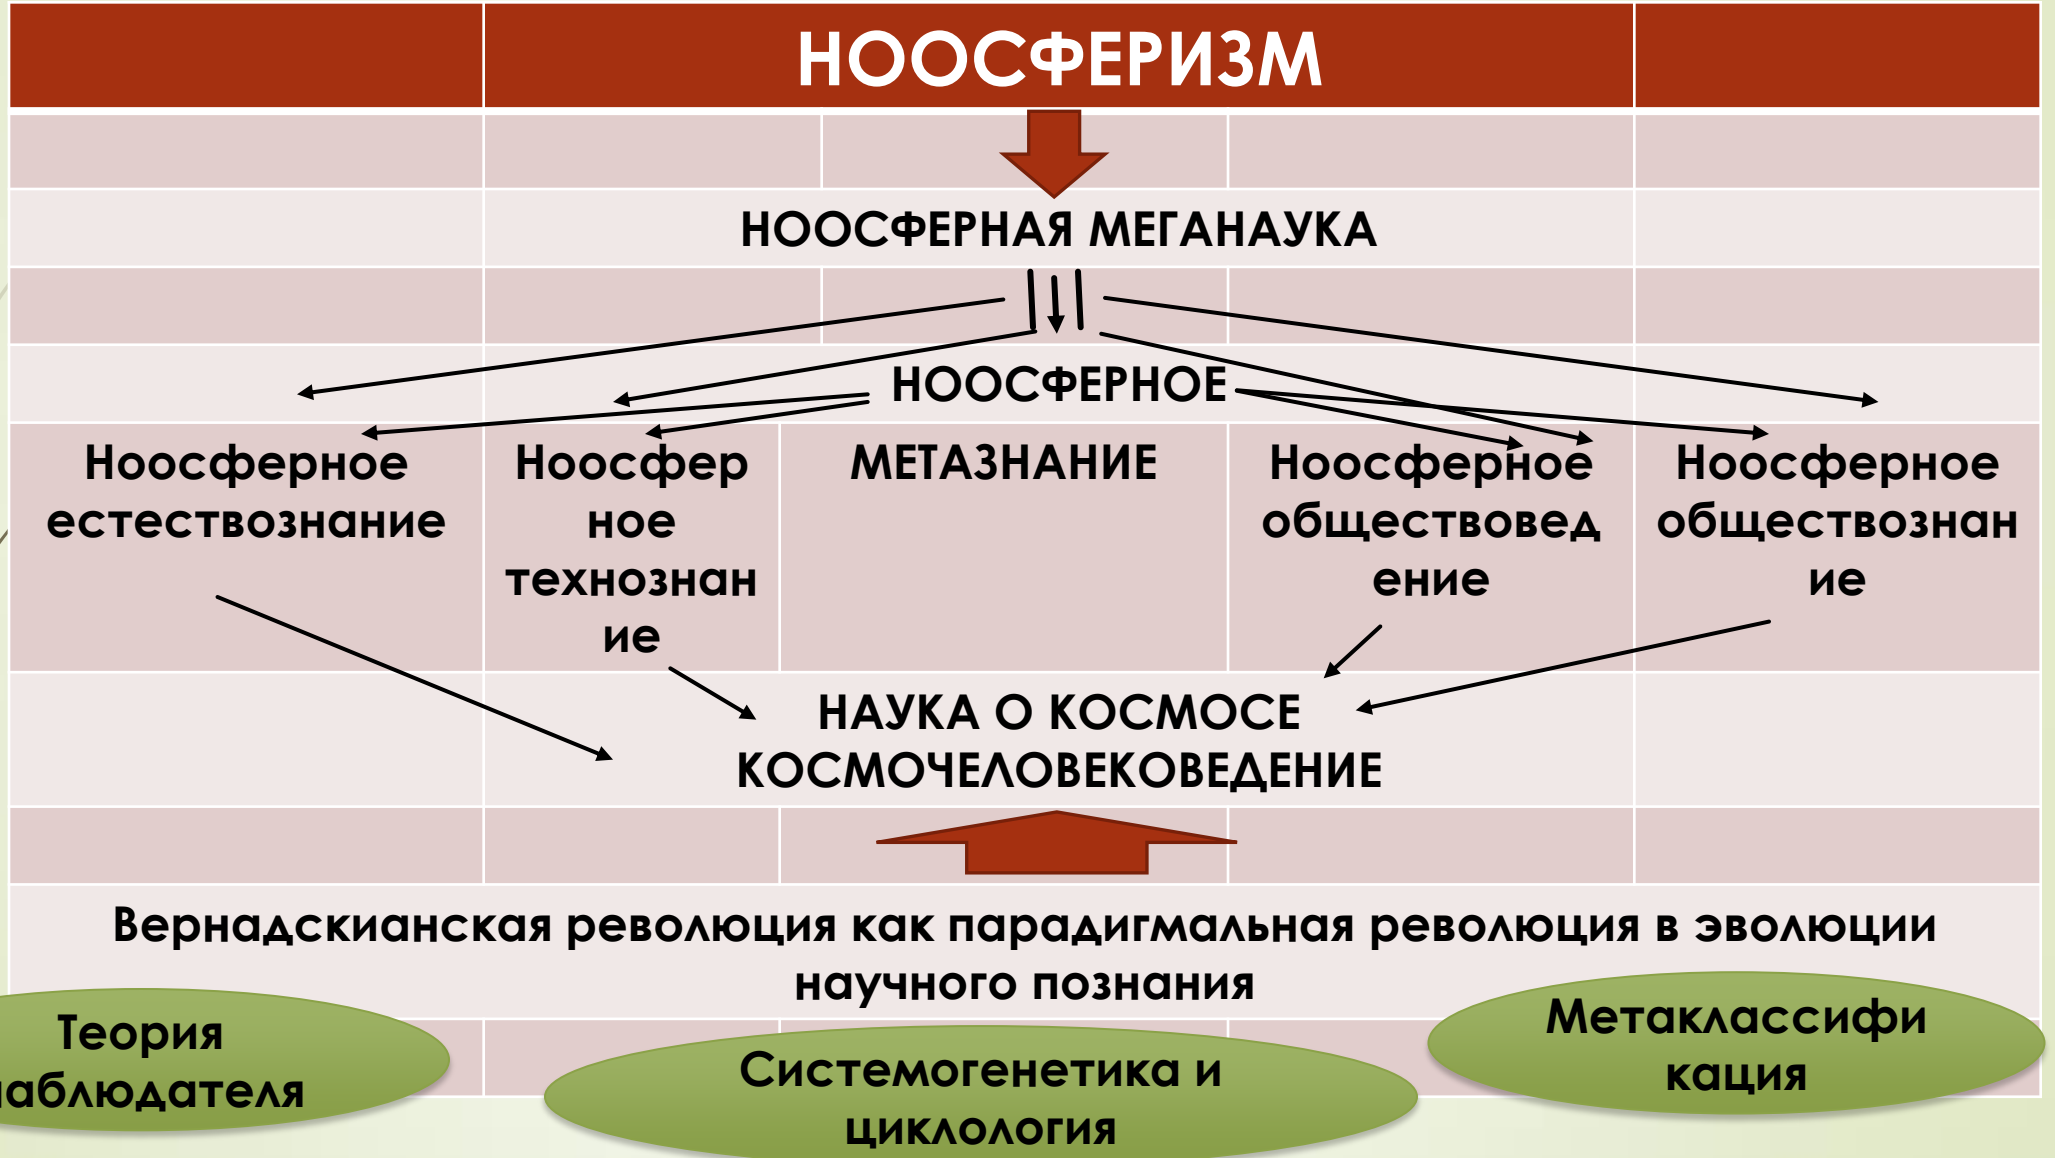 НООСФЕРИЗМ
НООСФЕРНАЯ МЕГАНАУКА
НООСФЕРНОЕ
Ноосферное
естествознание
Ноосфер
ное
технознан
ие
МЕТАЗНАНИЕ
Ноосферное
обществовед
ение
Ноосферное
обществознан
ие
НАУКА О КОСМОСЕ
КОСМОЧЕЛОВЕКОВЕДЕНИЕ
Вернадскианская революция как парадигмальная революция в эволюции
научного познания
Теория
аблюдателя
Системогенетика и
циклология
Метаклассифи
кация